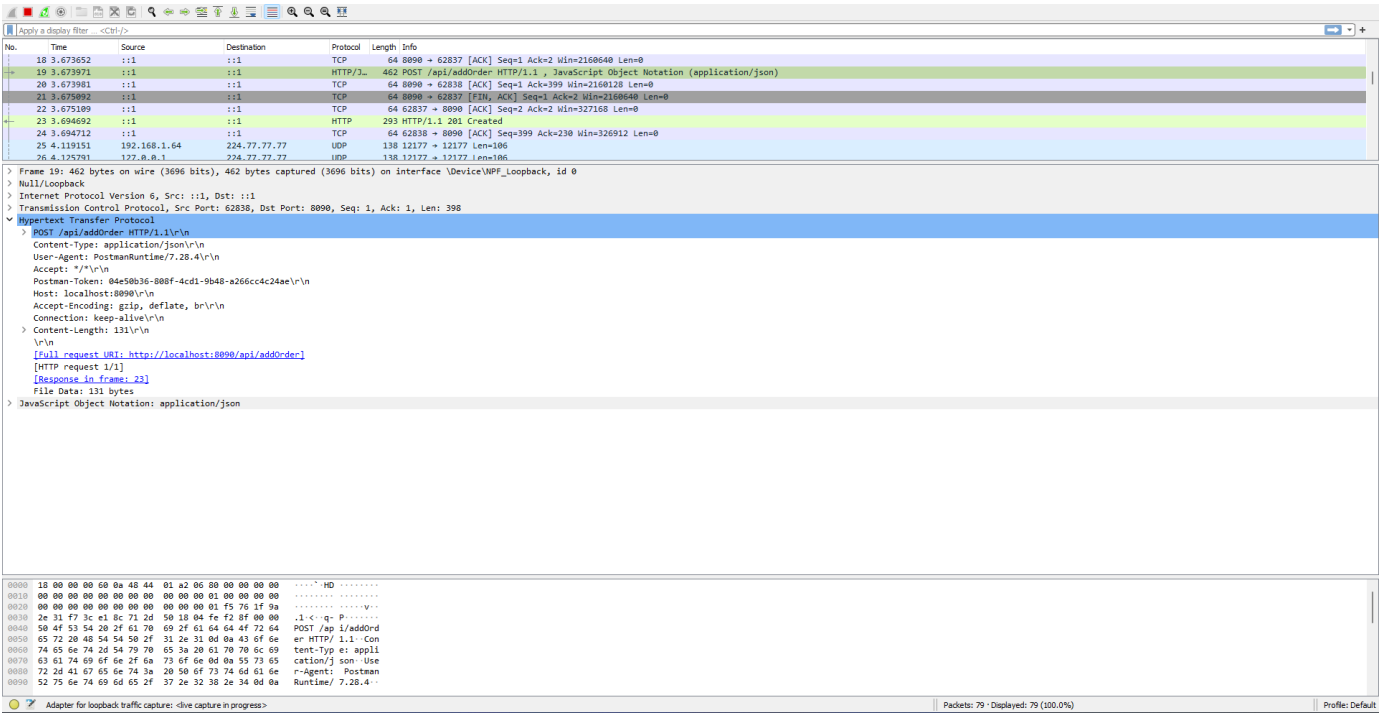 Apply a display filter ... <Ctrl-/>
No. Time Source Destination Protocol Length Info
18 3.673652 ::1 ::1 TCP 64 8090 → 62837 [ACK] Seq=1 Ack=2 Win=2160640 Len=0
19 3.673971 ::1 ::1 HTTP/J… 462 POST /api/addOrder HTTP/1.1 , JavaScript Object Notation (application/json)
20 3.673981 ::1 ::1 TCP 64 8090 → 62838 [ACK] Seq=1 Ack=399 Win=2160128 Len=0
21 3.675092 ::1 ::1 TCP 64 8090 → 62837 [FIN, ACK] Seq=1 Ack=2 Win=2160640 Len=0
22 3.675109 ::1 ::1 TCP 64 62837 → 8090 [ACK] Seq=2 Ack=2 Win=327168 Len=0
23 3.694692 ::1 ::1 HTTP 293 HTTP/1.1 201 Created
24 3.694712 ::1 ::1 TCP 64 62838 → 8090 [ACK] Seq=399 Ack=230 Win=326912 Len=0
25 4.119151 192.168.1.64 224.77.77.77 UDP 138 12177 → 12177 Len=106
26 4.125791 127.0.0.1 224.77.77.77 UDP 138 12177 → 12177 Len=106
Frame 19: 462 bytes on wire (3696 bits), 462 bytes captured (3696 bits) on interface \Device\NPF_Loopback, id 0
Null/Loopback
Internet Protocol Version 6, Src: ::1, Dst: ::1
Transmission Control Protocol, Src Port: 62838, Dst Port: 8090, Seq: 1, Ack: 1, Len: 398
Hypertext Transfer Protocol
POST /api/addOrder HTTP/1.1\r\n
Content-Type: application/json\r\n
User-Agent: PostmanRuntime/7.28.4\r\n
Accept: */*\r\n
Postman-Token: 04e50b36-808f-4cd1-9b48-a266cc4c24ae\r\n
Host: localhost:8090\r\n
Accept-Encoding: gzip, deflate, br\r\n
Connection: keep-alive\r\n
Content-Length: 131\r\n
\r\n
[Full request URI: http://localhost:8090/api/addOrder]
[HTTP request 1/1]
[Response in frame: 23]
File Data: 131 bytes
JavaScript Object Notation: application/json
0000 18 00 00 00 60 0a 48 44 01 a2 06 80 00 00 00 00 ····`·HD ········
0010 00 00 00 00 00 00 00 00 00 00 00 01 00 00 00 00 ········ ········
0020 00 00 00 00 00 00 00 00 00 00 00 01 f5 76 1f 9a ········ ·····v··
0030 2e 31 f7 3c e1 8c 71 2d 50 18 04 fe f2 8f 00 00 .1·<··q- P·······
0040 50 4f 53 54 20 2f 61 70 69 2f 61 64 64 4f 72 64 POST /ap i/addOrd
0050 65 72 20 48 54 54 50 2f 31 2e 31 0d 0a 43 6f 6e er HTTP/ 1.1··Con
0060 74 65 6e 74 2d 54 79 70 65 3a 20 61 70 70 6c 69 tent-Typ e: appli
0070 63 61 74 69 6f 6e 2f 6a 73 6f 6e 0d 0a 55 73 65 cation/j son··Use
0080 72 2d 41 67 65 6e 74 3a 20 50 6f 73 74 6d 61 6e r-Agent: Postman
0090 52 75 6e 74 69 6d 65 2f 37 2e 32 38 2e 34 0d 0a Runtime/ 7.28.4··
Adapter for loopback traffic capture: <live capture in progress> Packets: 79 · Displayed: 79 (100.0%) Profile: Default